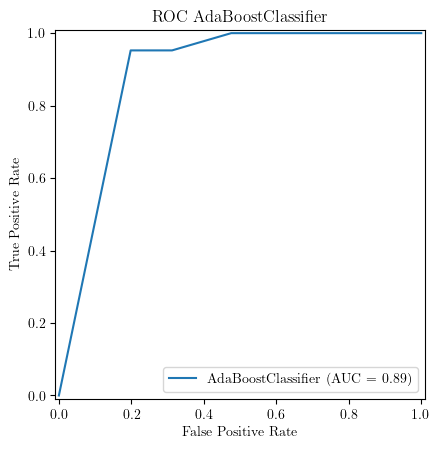 ROC AdaBoostClassifier
1.0
0.8
0.6
0.4
0.2
0.0
True Positive Rate
AdaBostClassifier (AUC = 0.89)
0.0 0.2 0.4 0.6 0.8 1.0
False Positive Rate